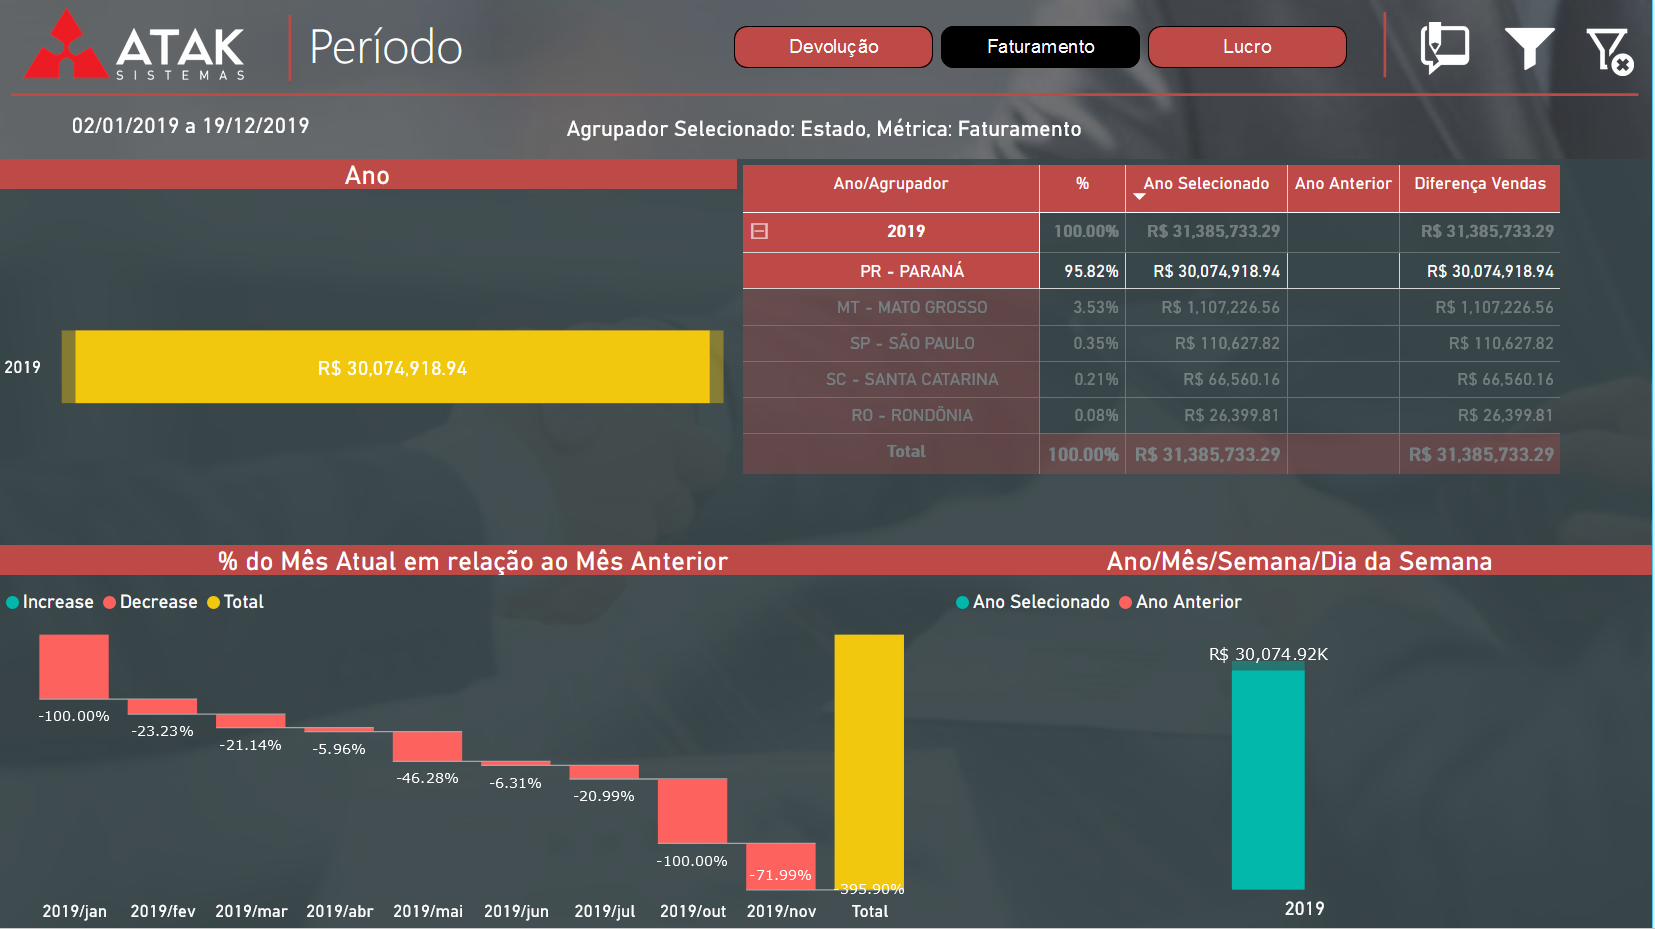 ATAK
SISTEMAS
Período
Devolução
Faturamento
Lucro
02/01/2019 a 19/12/2019
Agrupador Selecionado: Estado, Métrica: Faturamento
Ano
2019
R$ 30,074,918.94
Ano/Agrupador % Ano Selecionado Ano Anterior Diferença Vendas
2019 100.00% R$ 31,385,733.29 R$ 31,385,733.29
PR - PARANÁ 95.82% R$ 30,074,918.94 R$ 30,074,918.94
MT - MATO GROSSO 3.53% R$ 1,107,226.56 R$ 1,107,226.56
SP - SÃO PAULO 0.35% R$ 110,627.82 R$ 110,627.82
SC - SANTA CATARINA 0.21% R$ 66,560.16 R$ 66,560.16
RO - RONDÔNIA 0.08% R$ 26,399.81 R$ 26,399.81
Total 100.00% R$ 31,385,733.29 R$ 31,385,733.29
% do Mês Atual em relação ao Mês Anterior
Increase Decrease Total
-100.00%
-23.23%
-21.14%
-5.96%
-46.28%
-6.31%
-20.99%
-100.00%
-71.99%
-395.90%
2019/jan 2019/fev 2019/mar 2019/abr 2019/mai 2019/jun 2019/jul 2019/out 2019/nov Total
Ano/Mês/Semana/Dia da Semana
Ano Selecionado Ano Anterior
R$ 30,074.92K
2019